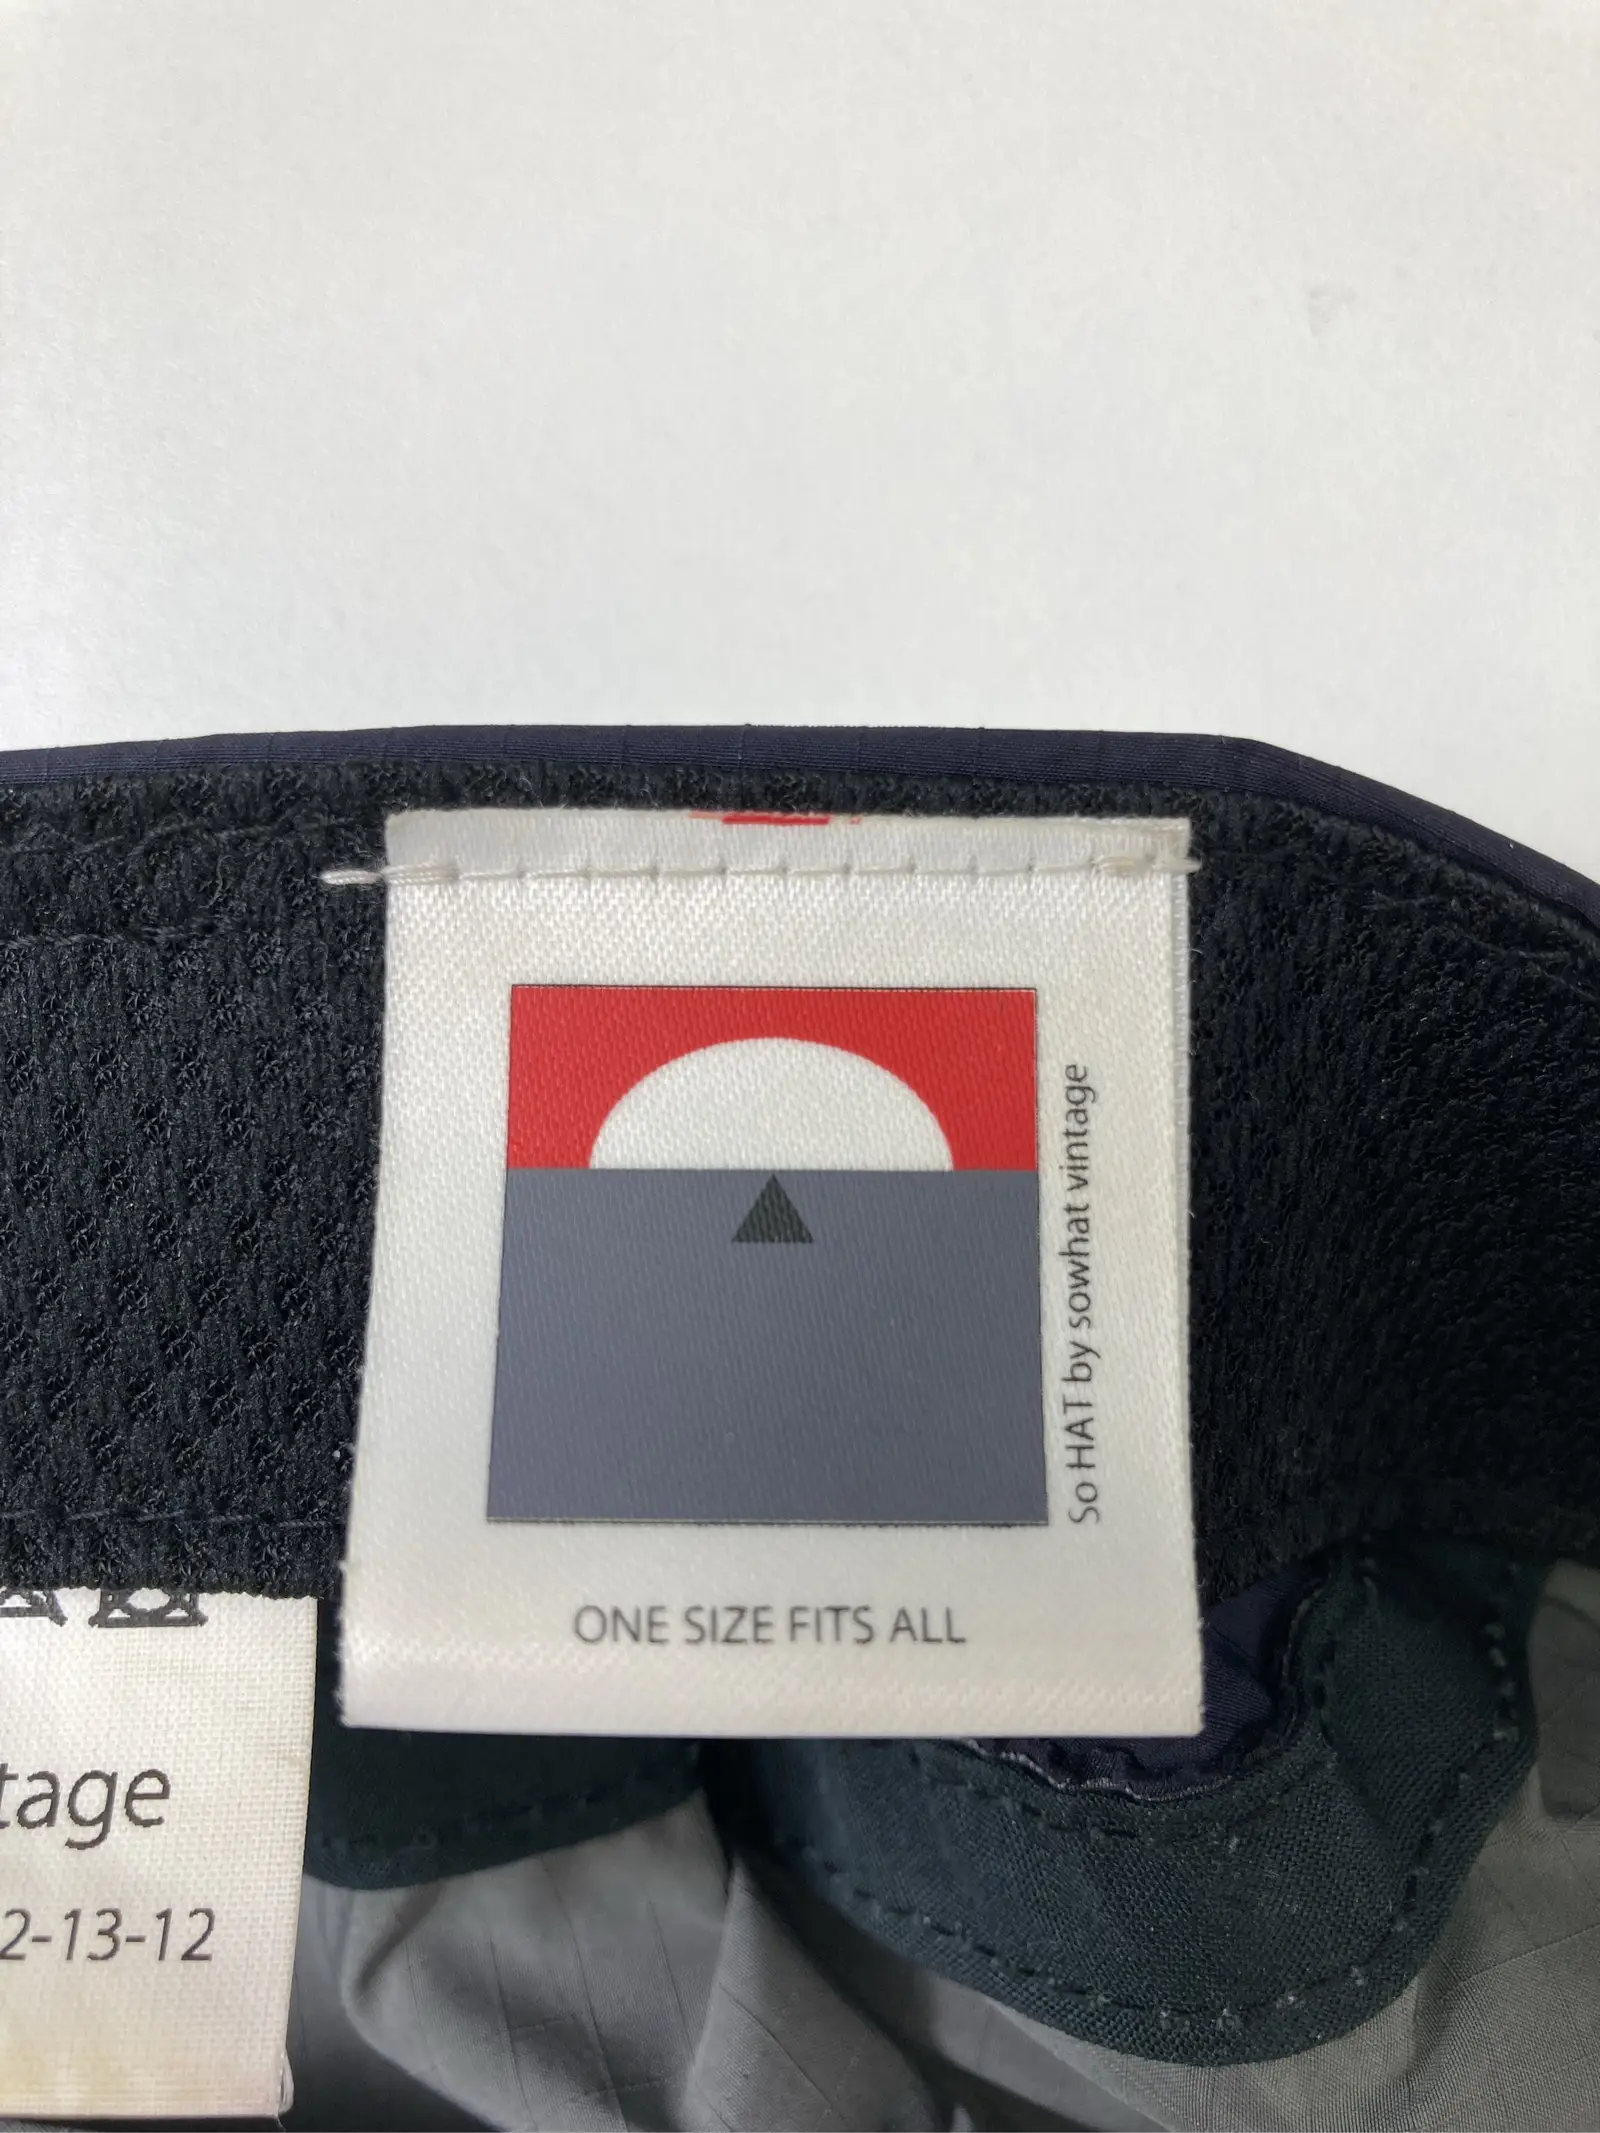 So HAT by sowhat vintage
ONE SIZE FITS ALL
tage
2-13-12